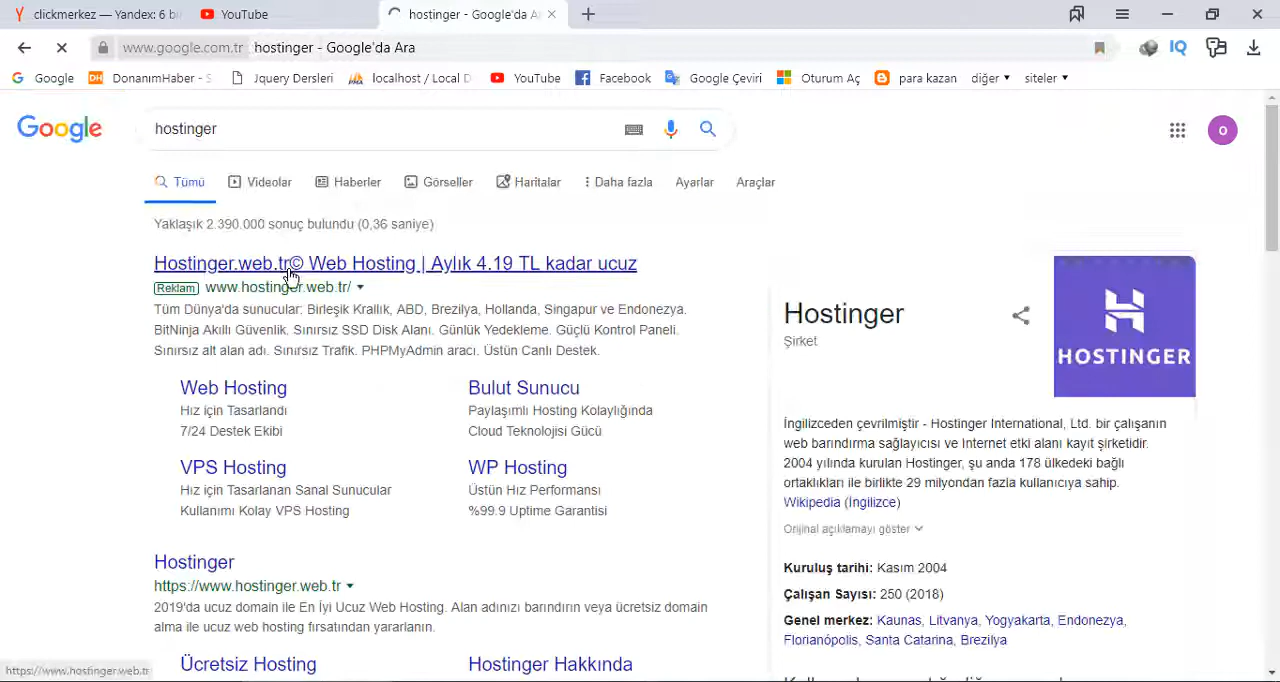 clickmerkez — Yandex: 6 bi
YouTube
hostinger - Google'da A
www.google.com.tr hostinger - Google'da Ara
IQ
Google DonanımHaber - S Jquery Dersleri localhost / Local D YouTube Facebook Google Çeviri Oturum Aç para kazan diğer siteler
Google
hostinger
o
Tümü Videolar Haberler Görseller Haritalar Daha fazla Ayarlar Araçlar
Yaklaşık 2.390.000 sonuç bulundu (0,36 saniye)
Hostinger.web.tr© Web Hosting | Aylık 4.19 TL kadar ucuz
Reklam www.hostinger.web.tr/
Tüm Dünya'da sunucular: Birleşik Krallık, ABD, Brezilya, Hollanda, Singapur ve Endonezya.
BitNinja Akıllı Güvenlik. Sınırsız SSD Disk Alanı. Günlük Yedekleme. Güçlü Kontrol Paneli.
Sınırsız alt alan adı. Sınırsız Trafik. PHPMyAdmin aracı. Üstün Canlı Destek.
Web Hosting
Hız için Tasarlandı
7/24 Destek Ekibi
Bulut Sunucu
Paylaşımlı Hosting Kolaylığında
Cloud Teknolojisi Gücü
VPS Hosting
Hız için Tasarlanan Sanal Sunucular
Kullanımı Kolay VPS Hosting
WP Hosting
Üstün Hız Performansı
%99.9 Uptime Garantisi
Hostinger
https://www.hostinger.web.tr
2019'da ucuz domain ile En İyi Ucuz Web Hosting. Alan adınızı barındırın veya ücretsiz domain
alma ile ucuz web hosting fırsatından yararlanın.
Ücretsiz Hosting
Hostinger Hakkında
Hostinger
Şirket
HOSTINGER
İngilizceden çevrilmiştir - Hostinger International, Ltd. bir çalışanın
web barındırma sağlayıcısı ve İnternet etki alanı kayıt şirketidir.
2004 yılında kurulan Hostinger, şu anda 178 ülkedeki bağlı
ortaklıkları ile birlikte 29 milyondan fazla kullanıcıya sahip.
Wikipedia (İngilizce)
Orijinal açıklamayı göster
Kuruluş tarihi: Kasım 2004
Çalışan Sayısı: 250 (2018)
Genel merkez: Kaunas, Litvanya, Yogyakarta, Endonezya,
Florianópolis, Santa Catarina, Brezilya
https://www.hostinger.web.tr